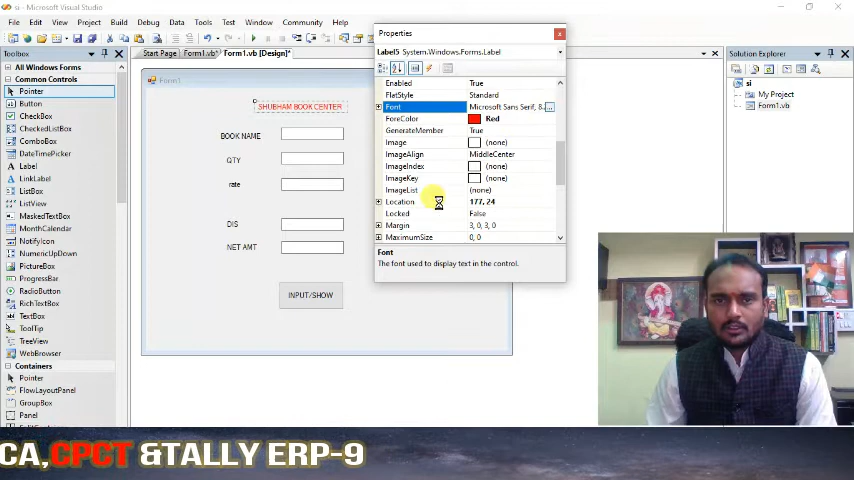 si - Microsoft Visual Studio
File Edit View Project Build Debug Data Tools Test Window Community Help
Toolbox
Start Page Form1.vb* Form1.vb [Design]*
All Windows Forms
Common Controls
Pointer
Button
CheckBox
CheckedListBox
ComboBox
DateTimePicker
Label
LinkLabel
ListBox
ListView
MaskedTextBox
MonthCalendar
NotifyIcon
NumericUpDown
PictureBox
ProgressBar
RadioButton
RichTextBox
TextBox
ToolTip
TreeView
WebBrowser
Containers
Pointer
FlowLayoutPanel
GroupBox
Panel
Form1
SHUBHAM BOOK CENTER
BOOK NAME
QTY
rate
DIS
NET AMT
INPUT/SHOW
Properties
Label5 System.Windows.Forms.Label
Enabled True
FlatStyle Standard
Font Microsoft Sans Serif, 8. ...
ForeColor Red
GenerateMember True
Image (none)
ImageAlign MiddleCenter
ImageIndex (none)
ImageKey (none)
ImageList (none)
Location 177, 24
Locked False
Margin 3, 0, 3, 0
MaximumSize 0, 0
Font
The font used to display text in the control.
Solution Explorer
si
My Project
Form1.vb
CA,CPCT &TALLY ERP-9